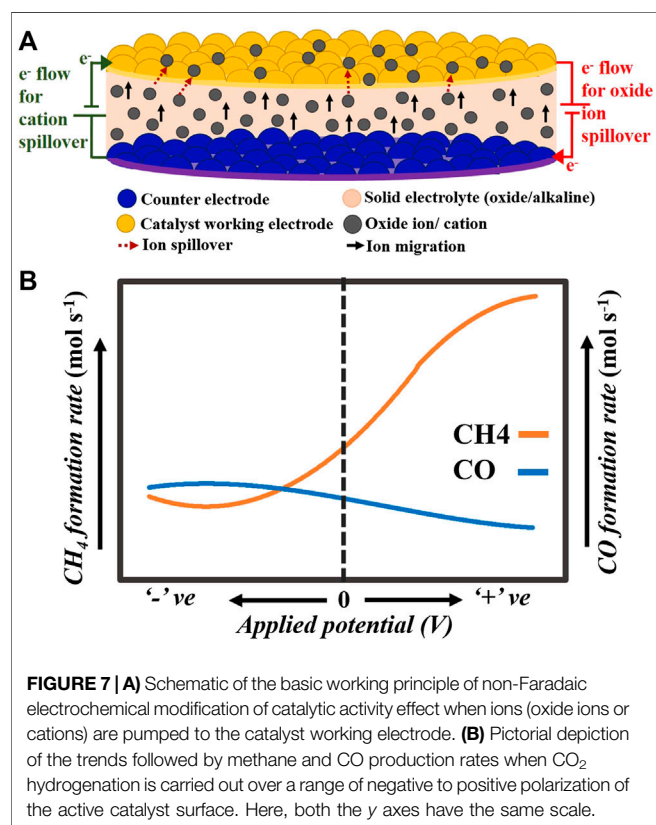 A
e- e- flow for cation spillover
e- flow for oxide ion spillover e-
Counter electrode
Solid electrolyte (oxide/alkaline)
Catalyst working electrode
Oxide ion/ cation
Ion spillover
Ion migration
B
CH4 formation rate (mol s-1)
CO formation rate (mol s-1)
CH4
CO
‘-’ ve
0
‘+’ ve
Applied potential (V)
FIGURE 7 | A) Schematic of the basic working principle of non-Faradaic
electrochemical modification of catalytic activity effect when ions (oxide ions or
cations) are pumped to the catalyst working electrode. (B) Pictorial depiction
of the trends followed by methane and CO production rates when CO2
hydrogenation is carried out over a range of negative to positive polarization of
the active catalyst surface. Here, both the y axes have the same scale.